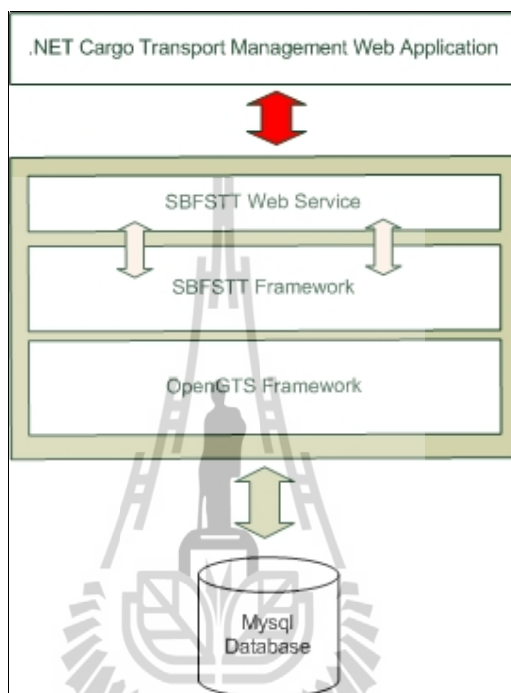 .NET Cargo Transport Management Web Application
SBFSTT Web Service
SBFSTT Framework
OpenGTS Framework
Mysql
Database